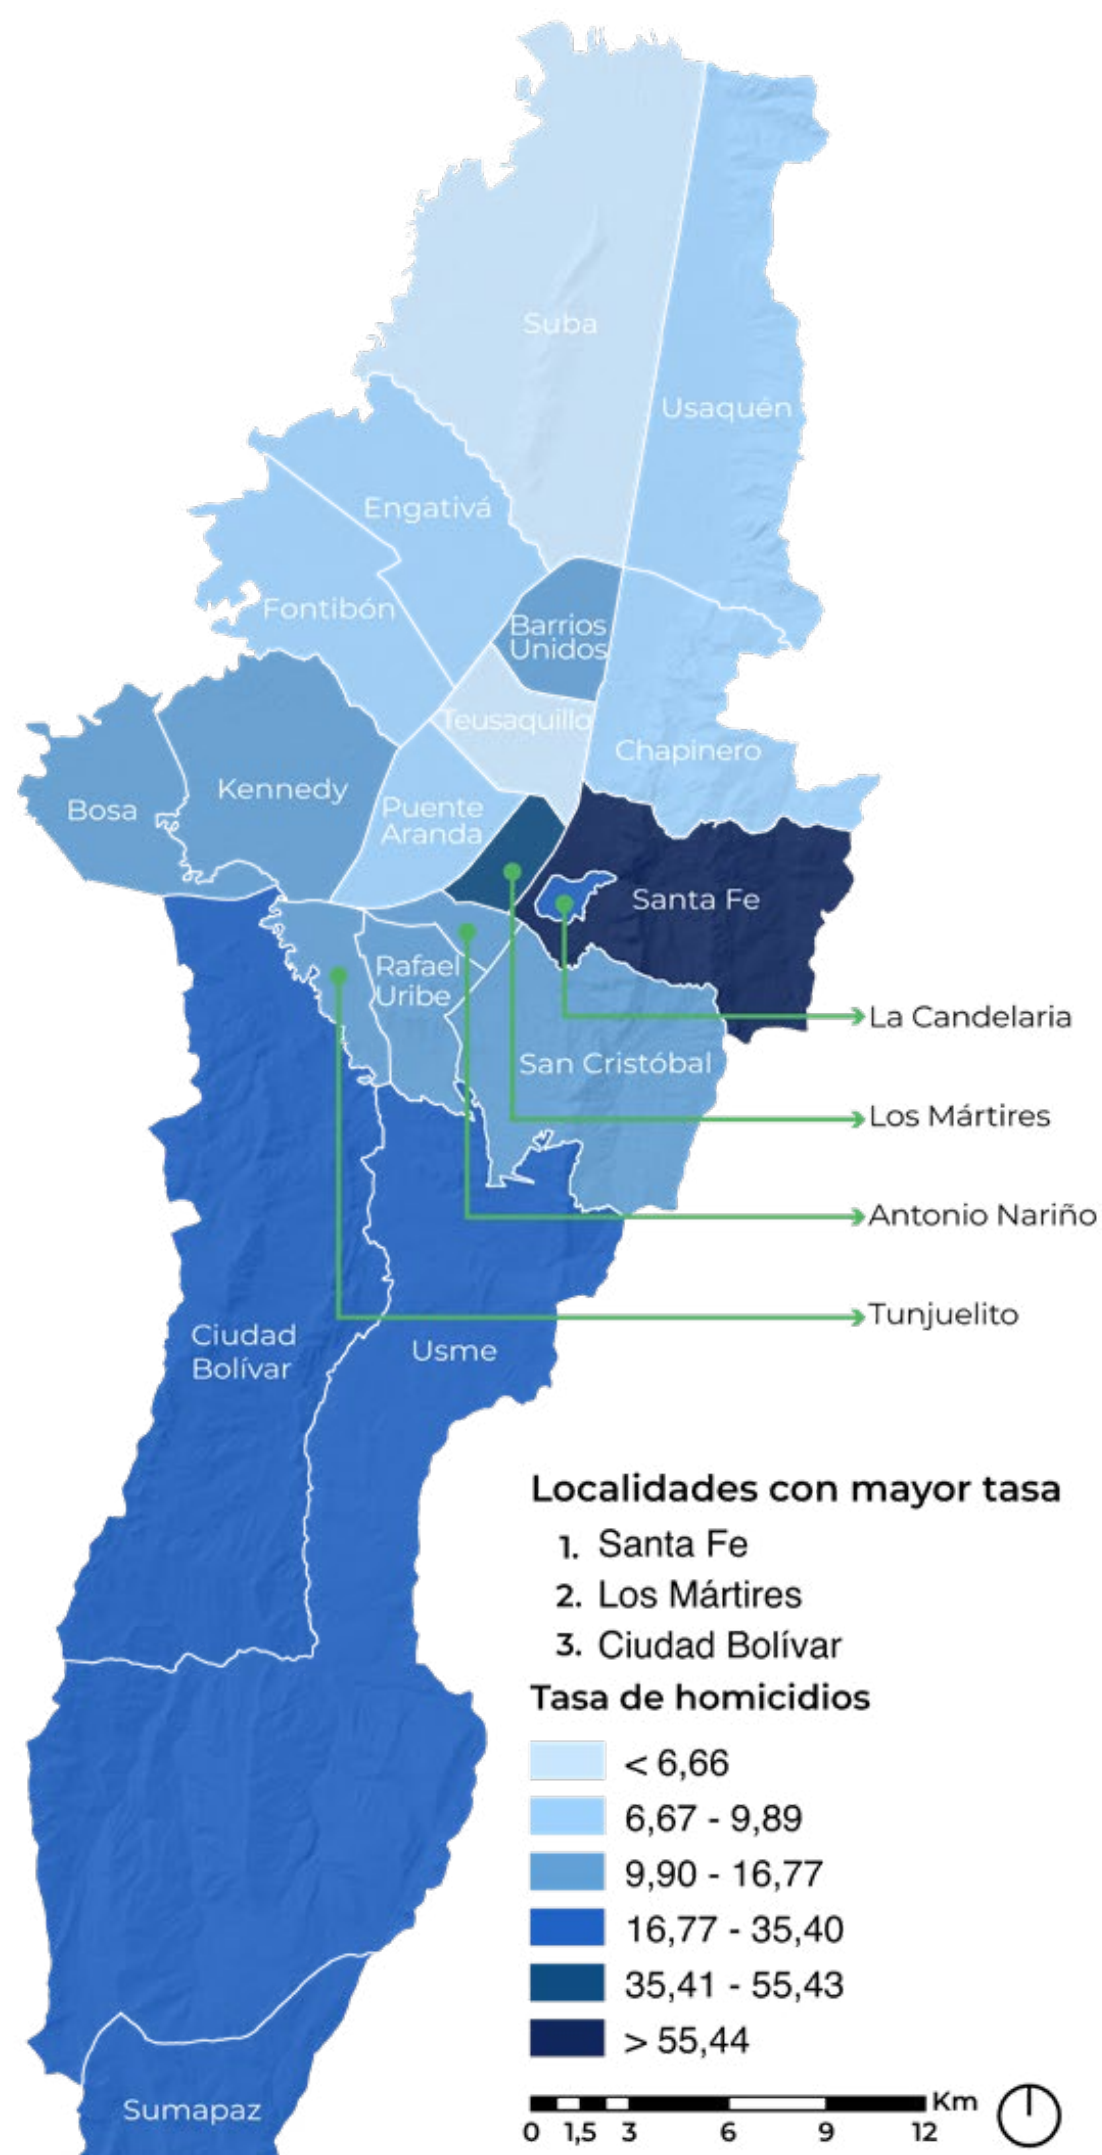 Suba
Usaquén
Engativá
Fontibón
Barrios
Unidos
Teusaquillo
Chapinero
Kennedy
Bosa
Puente
Aranda
Santa Fe
Rafael
Uribe
La Candelaria
San Cristóbal
Los Mártires
Antonio Nariño
Tunjuelito
Ciudad
Bolívar
Usme
Localidades con mayor tasa
1. Santa Fe
2. Los Mártires
3. Ciudad Bolívar
Tasa de homicidios
< 6,66
6,67 - 9,89
9,90 - 16,77
16,77 - 35,40
35,41 - 55,43
> 55,44
Sumapaz
Km
0 1,5 3 6 9 12